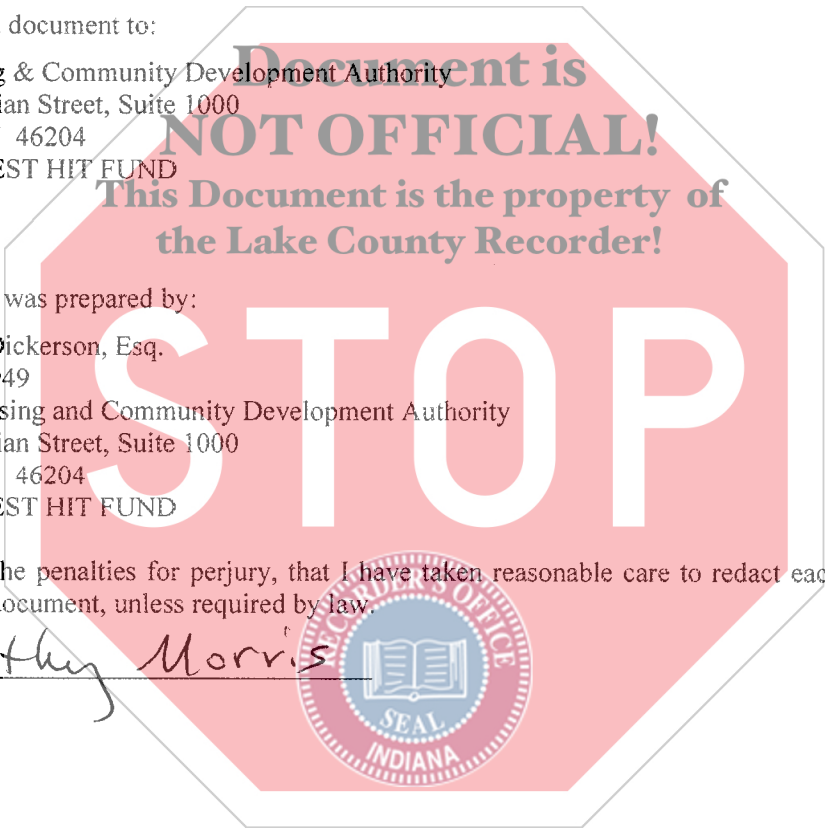 document to:
& Community Development Authority
Street, Suite 1000
46204
HIT FUND
Document is
NOT OFFICIAL!
This Document is the property of
the Lake County Recorder!
was prepared by:
Dickerson, Esq.
49
sing and Community Development Authority
ian Street, Suite 1000
46204
EST HIT FUND
STOP
he penalties for perjury, that I have taken reasonable care to redact eac
document, unless required by law.
thy Morris
RECORDER'S OFFICE
SEAL
INDIANA